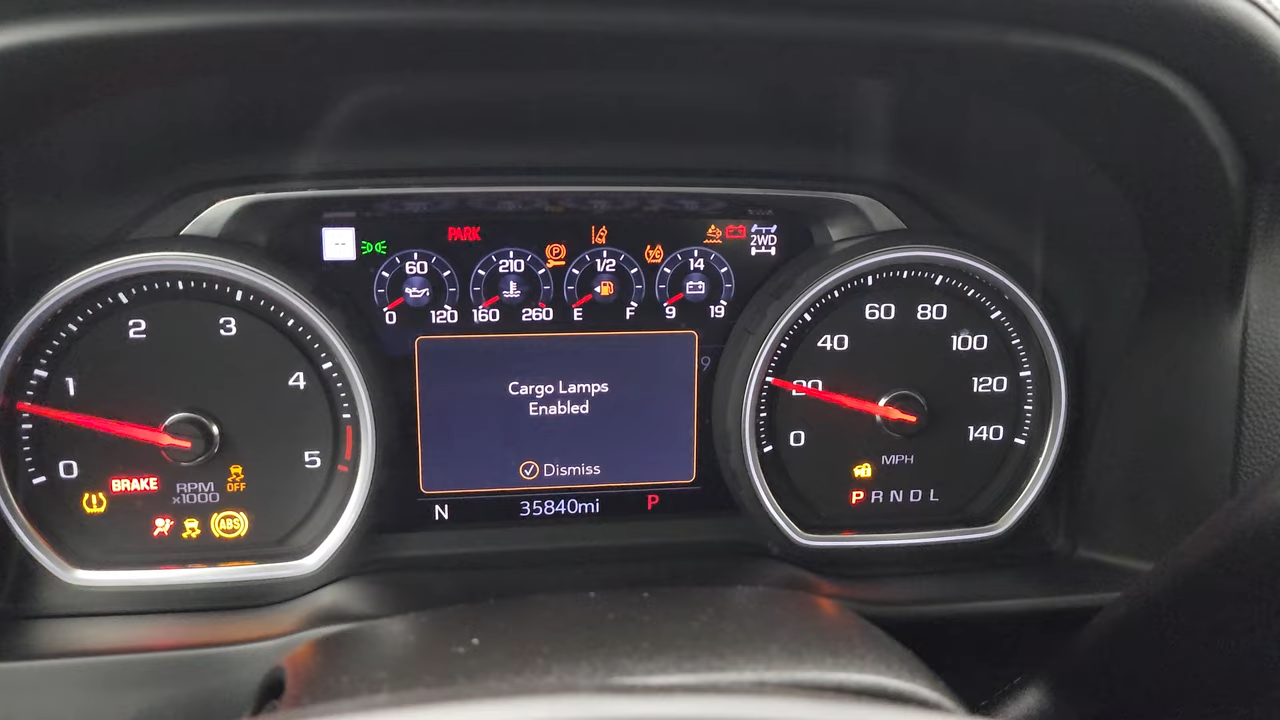 --
PARK
2WD
60
0 120
210
160 260
1/2
E F
14
9 19
0
1
2
3
4
5
RPM
x1000
BRAKE
OFF
ABS
Cargo Lamps
Enabled
Dismiss
9
N 35840mi P
0
20
40
60
80
100
120
140
MPH
P R N D L